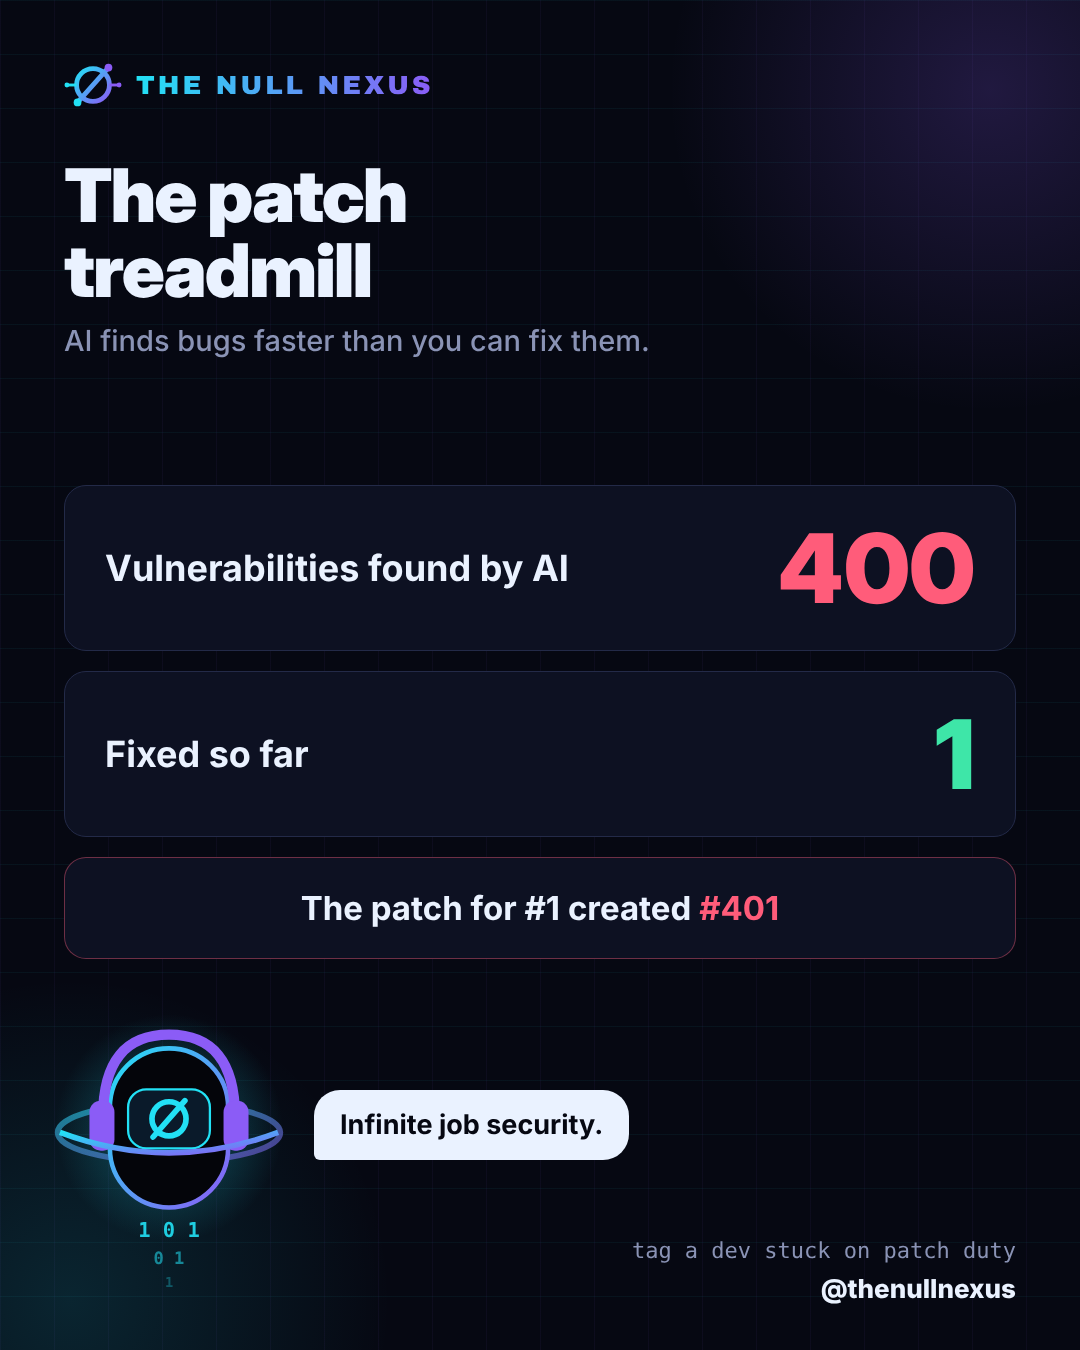 THE NULL NEXUS
The patch
treadmill
AI finds bugs faster than you can fix them.
Vulnerabilities found by AI
400
Fixed so far
1
The patch for #1 created #401
Infinite job security.
1 0 1
0 1
1
tag a dev stuck on patch duty
@thenullnexus